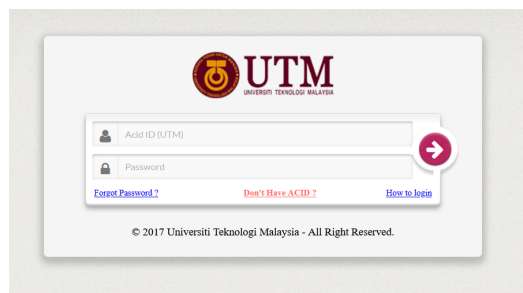 UTM
UNIVERSITI TEKNOLOGI MALAYSIA
Acid ID (UTM)
Password
Forgot Password ? Don't Have ACID ? How to login
© 2017 Universiti Teknologi Malaysia - All Right Reserved.